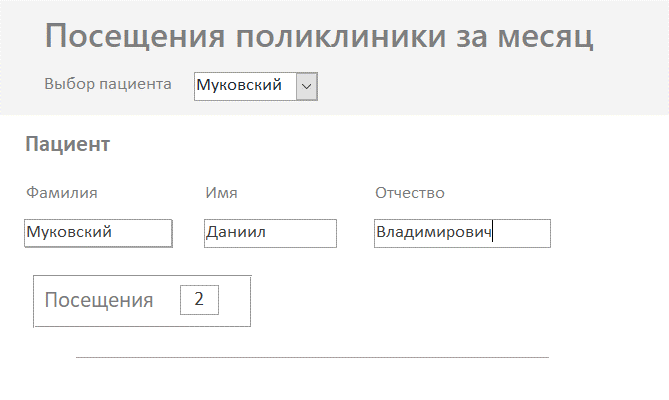 Посещения поликлиники за месяц
Выбор пациента Муковский
Пациент
Фамилия Имя Отчество
Муковский Даниил Владимирович
Посещения 2